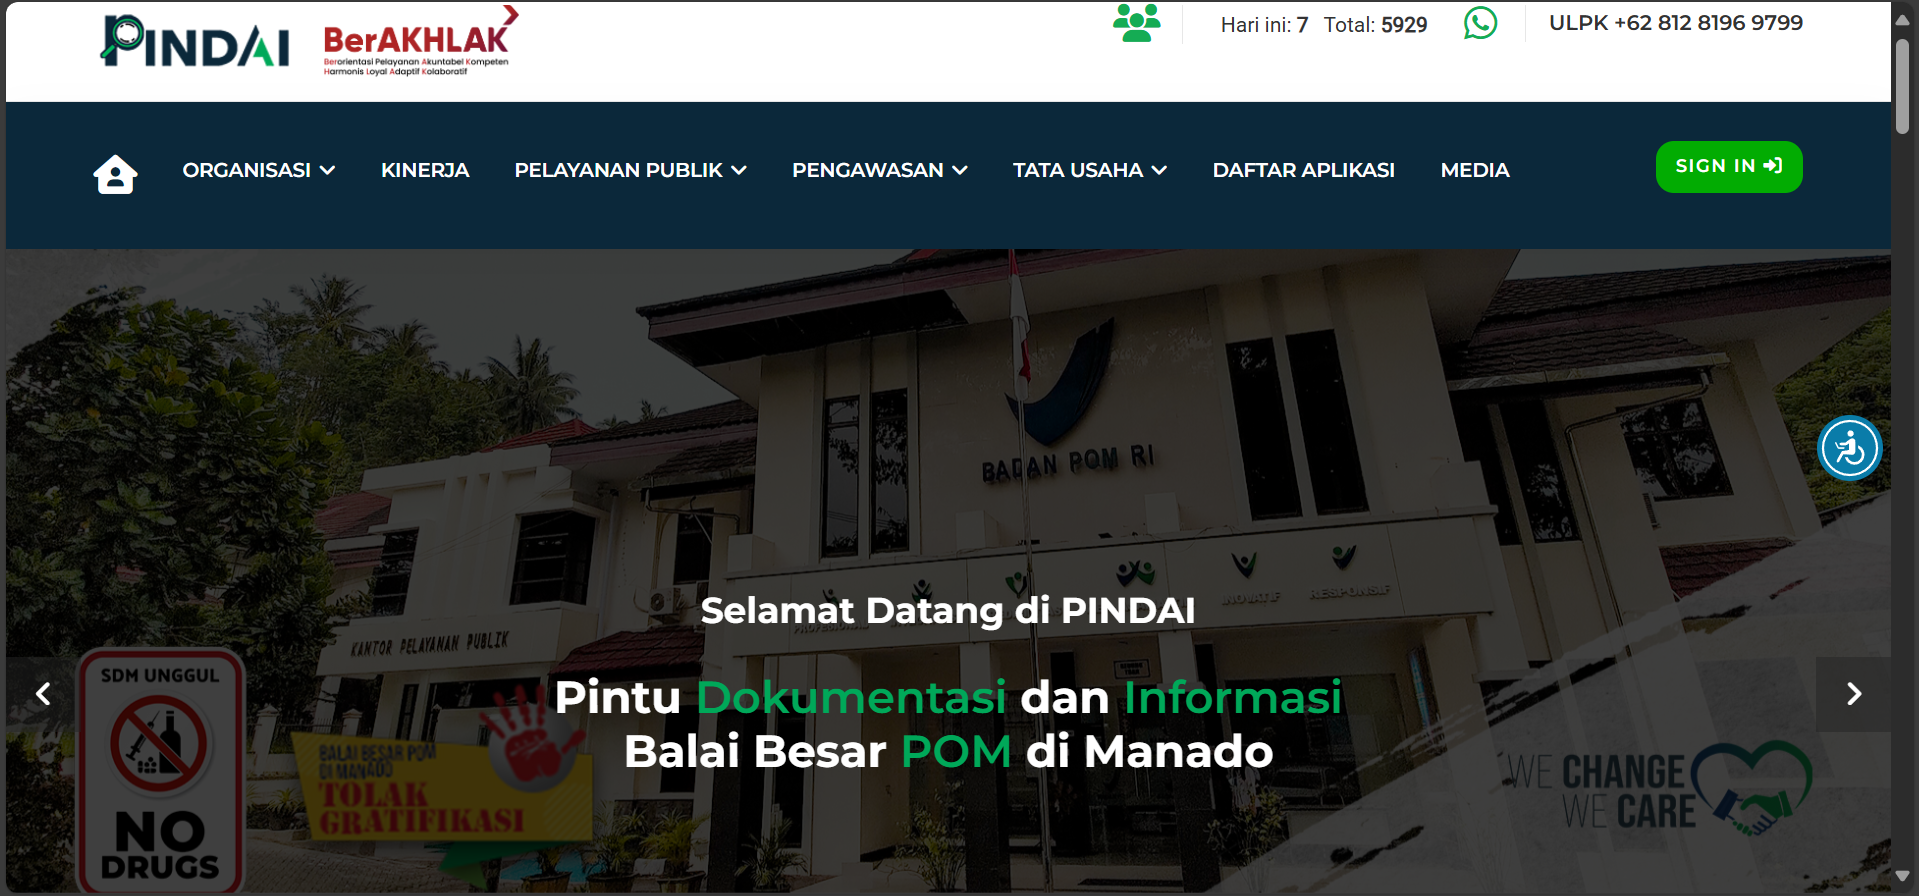 PINDAI
BerAKHLAK
Berorientasi Pelayanan Akuntabel Kompeten
Harmonis Loyal Adaptif Kolaboratif
Hari ini: 7 Total: 5929
ULPK +62 812 8196 9799
ORGANISASI
KINERJA
PELAYANAN PUBLIK
PENGAWASAN
TATA USAHA
DAFTAR APLIKASI
MEDIA
SIGN IN
BADAN POM RI
INOVATIF
RESPONSIF
KANTOR PELAYANAN PUBLIK
Selamat Datang di PINDAI
Pintu Dokumentasi dan Informasi
Balai Besar POM di Manado
SDM UNGGUL
NO
DRUGS
BALAI BESAR POM
DI MANADO
TOLAK
GRATIFIKASI
WE CHANGE
WE CARE